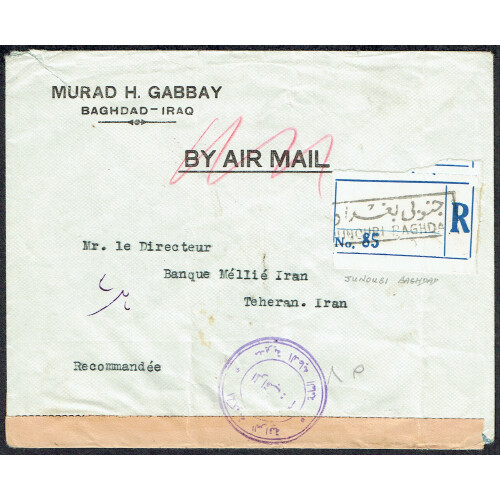 MURAD H. GABBAY
BAGHDAD-IRAQ
BY AIR MAIL
جنوبي بغداد
JUNOUBI BAGHDA
R
No. 85
JUNOUBI BAGHDAD
Mr. le Directeur
Banque Méllié Iran
Teheran. Iran
Recommandée